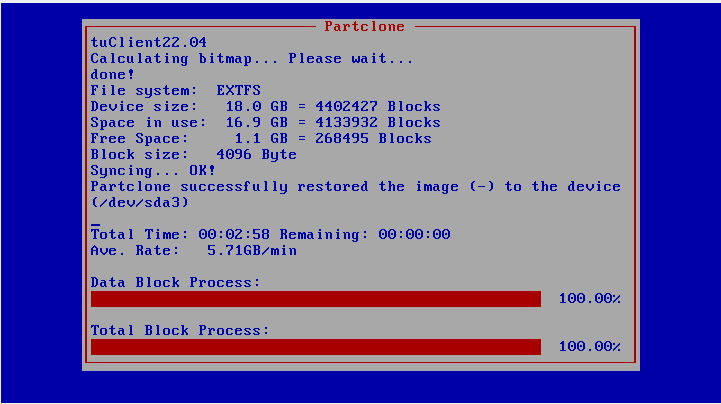 Partclone
tuClient22.04
Calculating bitmap... Please wait...
done!
File system:  EXTFS
Device size:   18.0 GB = 4402427 Blocks
Space in use:  16.9 GB = 4133932 Blocks
Free Space:     1.1 GB = 268495 Blocks
Block size:   4096 Byte
Syncing... OK!
Partclone successfully restored the image (-) to the device
(/dev/sda3)
Total Time: 00:02:58 Remaining: 00:00:00
Ave. Rate:   5.71GB/min
Data Block Process:
100.00%
Total Block Process:
100.00%